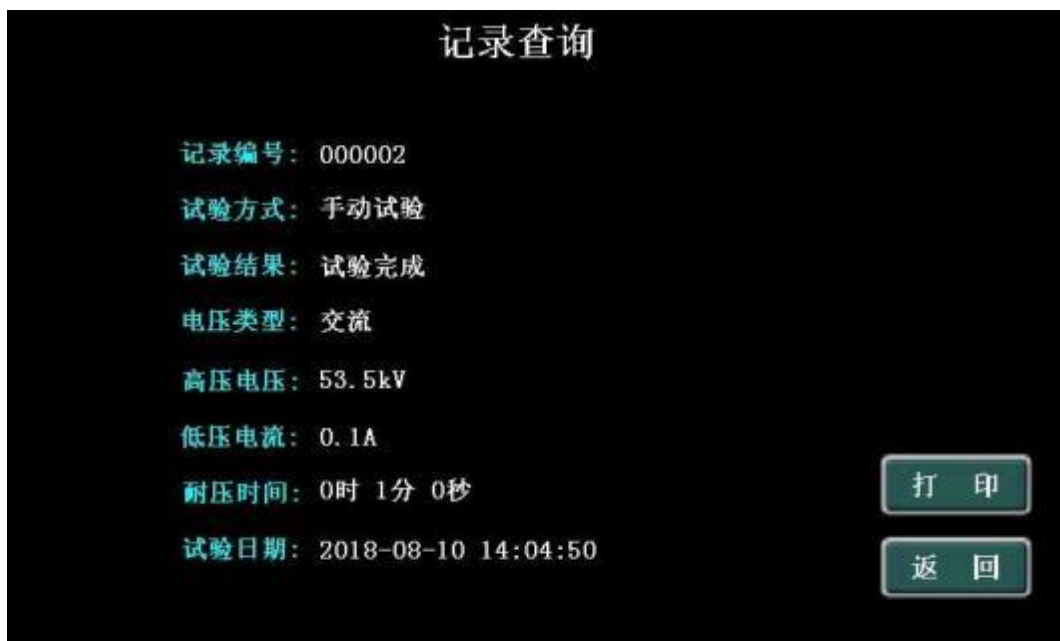 记录查询
记录编号: 000002
试验方式: 手动试验
试验结果: 试验完成
电压类型: 交流
高压电压: 53.5kV
低压电流: 0.1A
耐压时间: 0时 1分 0秒
试验日期: 2018-08-10 14:04:50
打 印
返 回